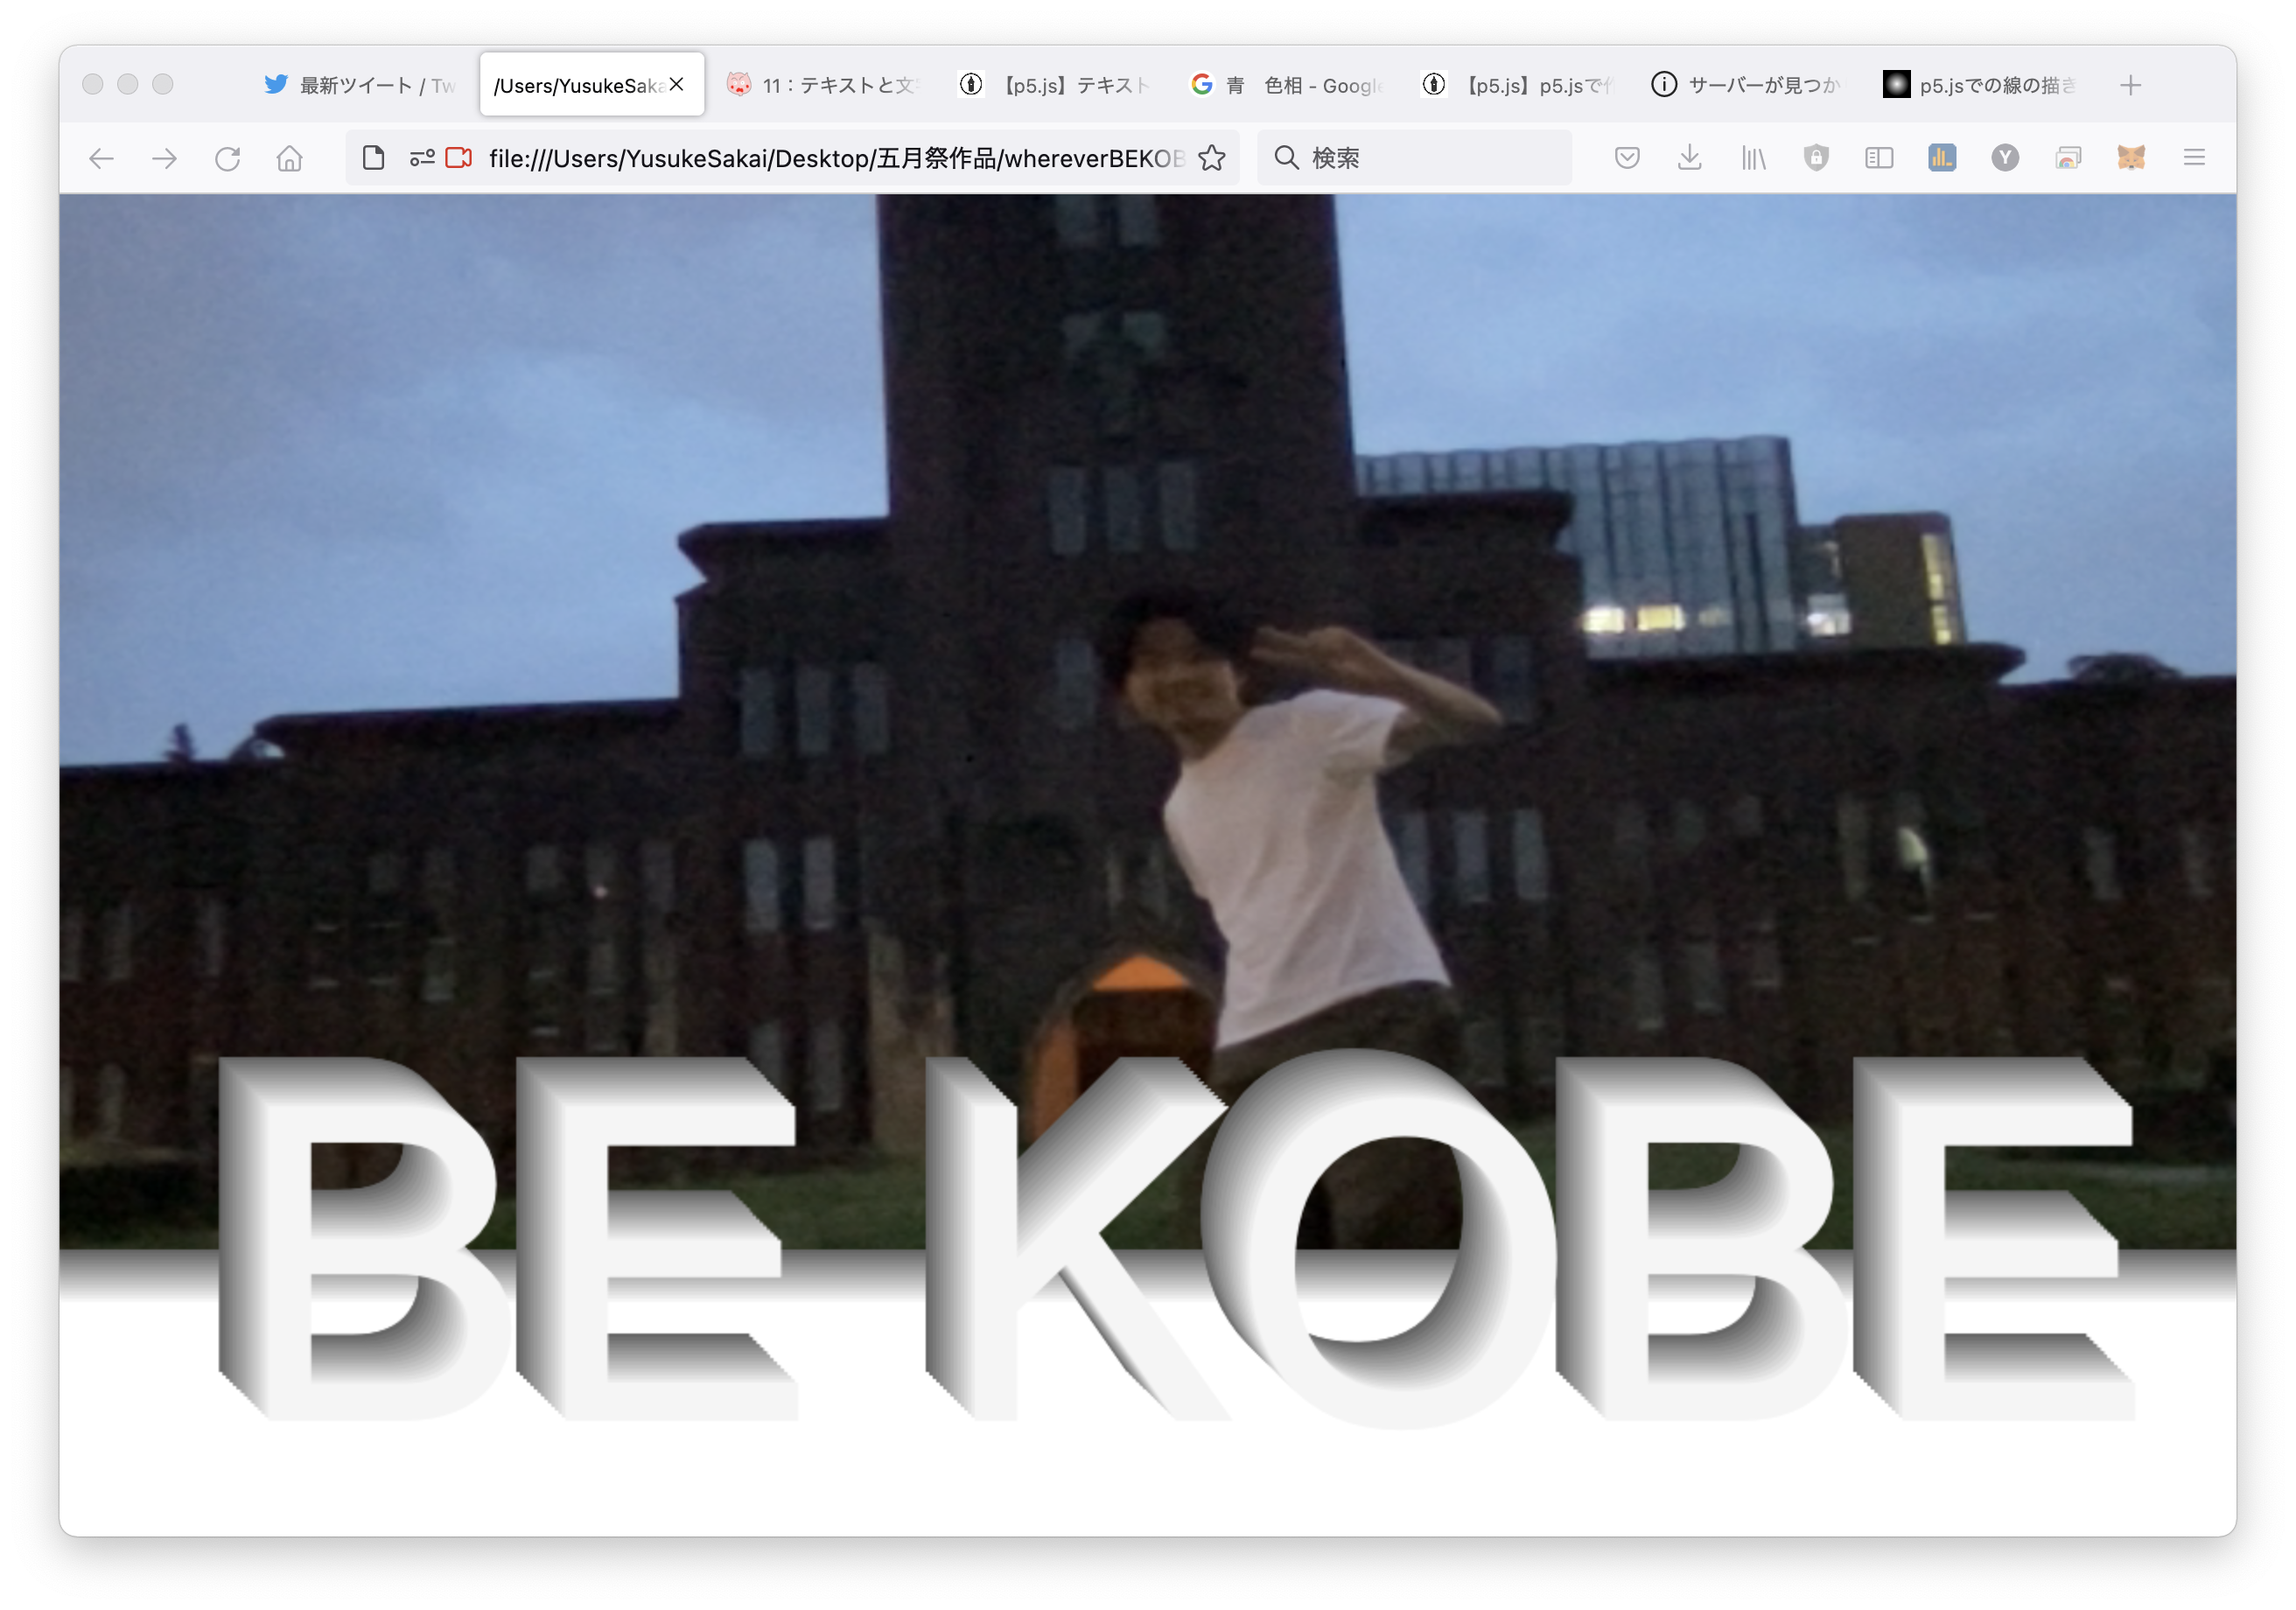 最新ツイート / Tw
/Users/YusukeSaka
11：テキストと文
【p5.js】テキスト
青　色相 - Google
【p5.js】p5.jsで作
サーバーが見つか
p5.jsでの線の描き
file:///Users/YusukeSakai/Desktop/五月祭作品/whereverBEKOB
検索
BE KOBE